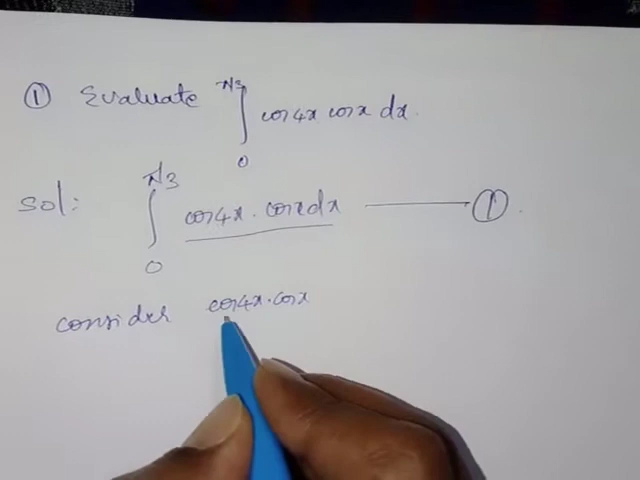 ① Evaluate ∫₀^{π/3} cos4x cosx dx.
Sol: ∫₀^{π/3} cos4x . cosx dx ——— ①.
consider cos4x . cosx